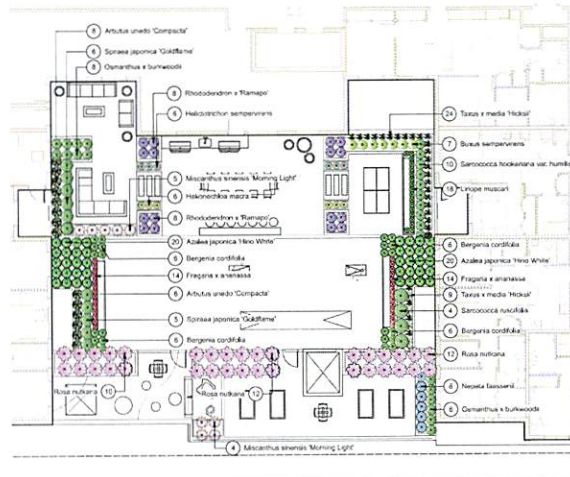 8 Arbutus unedo 'Compacta'
6 Spiraea japonica 'Goldflame'
8 Osmanthus x burkwoodii
8 Rhododendron x 'Ramapo'
6 Helictotrichon sempervirens
24 Taxus x media 'Hicksii'
7 Buxus sempervirens
10 Sarcococca hookeriana var. humilis
5 Miscanthus sinensis 'Morning Light'
18 Liriope muscari
6 Hakonechloa macra
8 Rhododendron x 'Ramapo'
20 Azalea japonica 'Hino White'
6 Bergenia cordifolia
6 Bergenia cordifolia
20 Azalea japonica 'Hino White'
14 Fragaria x ananassa
14 Fragaria x ananassa
6 Arbutus unedo 'Compacta'
9 Taxus x media 'Hicksii'
4 Sarcococca ruscifolia
5 Spiraea japonica 'Goldflame'
6 Bergenia cordifolia
6 Bergenia cordifolia
12 Rosa nutkana
Rosa nutkana 10
Rosa nutkana 12
6 Nepeta faassenii
6 Osmanthus x burkwoodii
4 Miscanthus sinensis 'Morning Light'